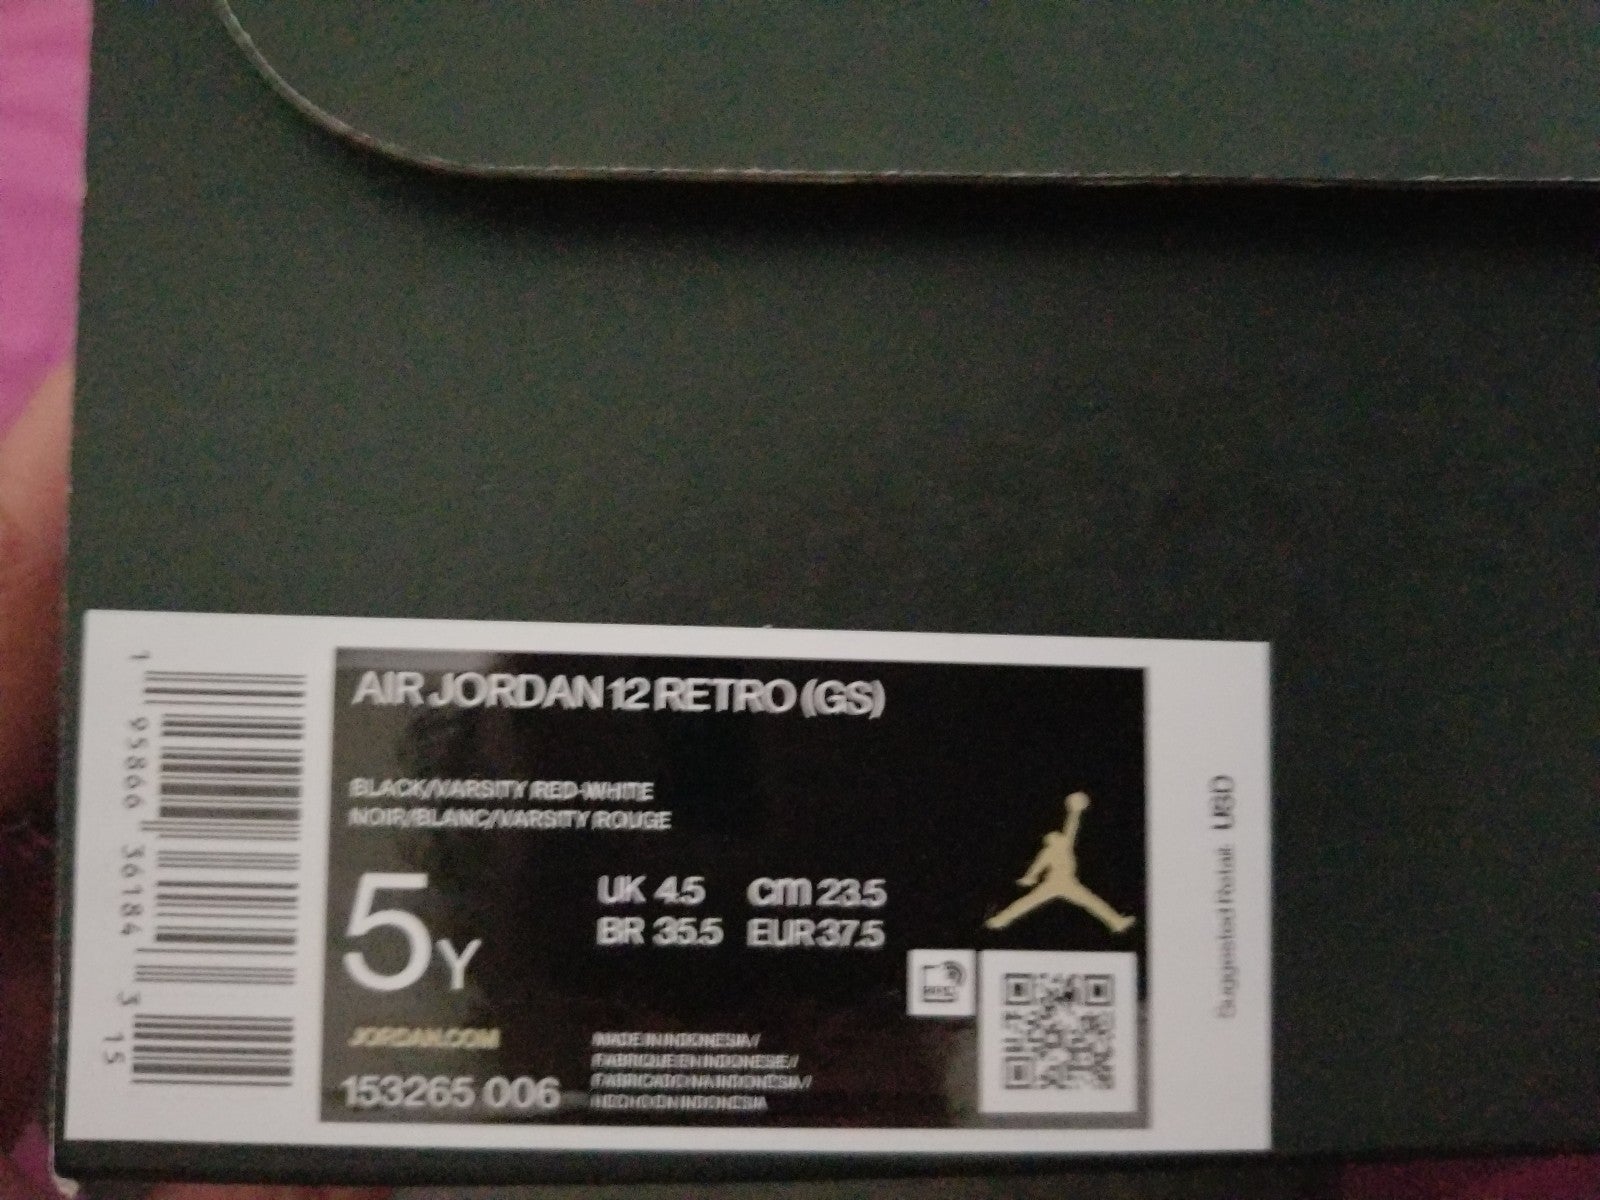 AIR JORDAN 12 RETRO (GS)
BLACK/VARSITY RED-WHITE
NOIR/BLANC/VARSITY ROUGE
5Y
UK 4.5 cm 23.5
BR 35.5 EUR 37.5
JORDAN.COM
153265 006
MADE IN INDONESIA/
FABRIQUE EN INDONESIE/
FABRICATO NA INDONESIA/
HECHO EN INDONESIA
1 95866 36184 3 15
Suggested Retail: USD